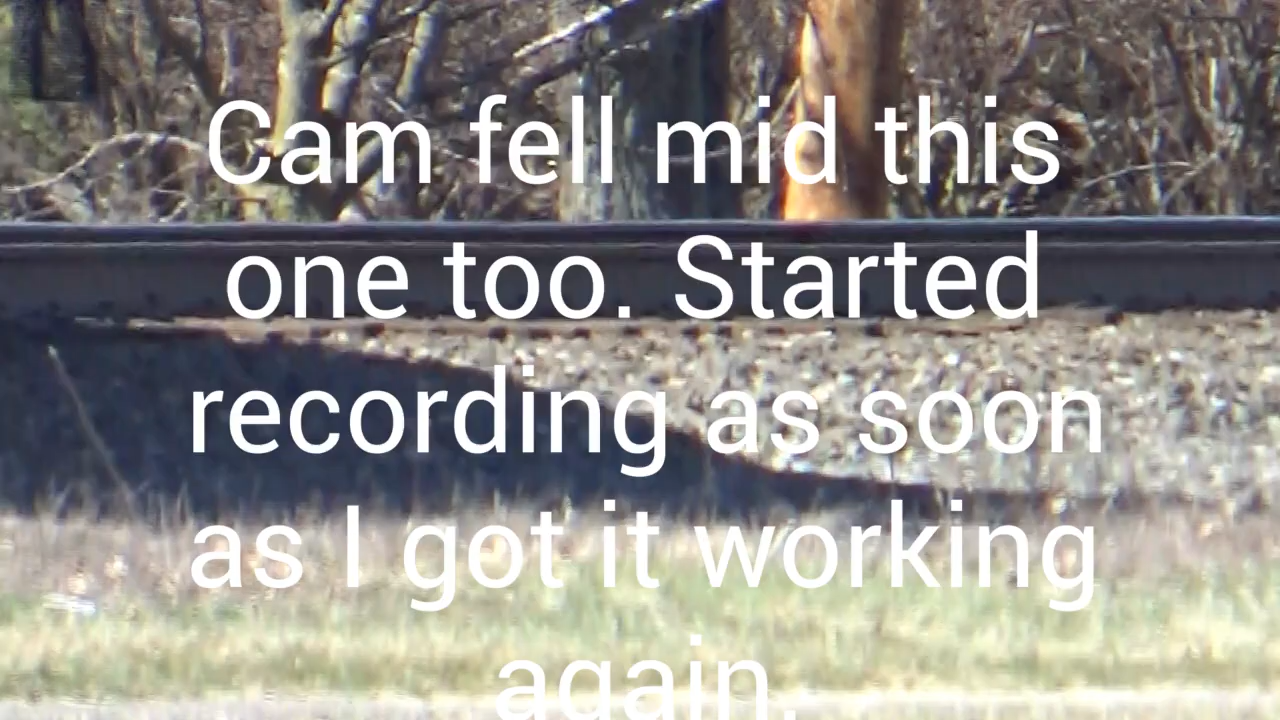 Cam fell mid this
one too. Started
recording as soon
as I got it working
again.